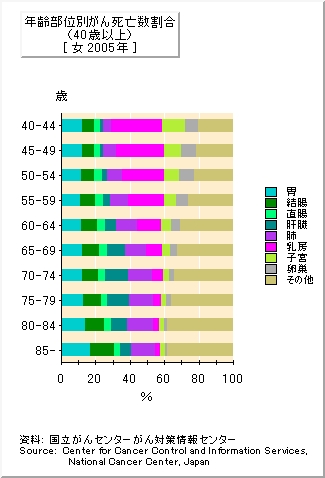 年齢部位別がん死亡数割合
(40歳以上)
[ 女 2005年 ]
歳
40-44
45-49
50-54
55-59
60-64
65-69
70-74
75-79
80-84
85-
0 20 40 60 80 100
%
胃
結腸
直腸
肝臓
肺
乳房
子宮
卵巣
その他
資料: 国立がんセンターがん対策情報センター
Source: Center for Cancer Control and Information Services,
National Cancer Center, Japan